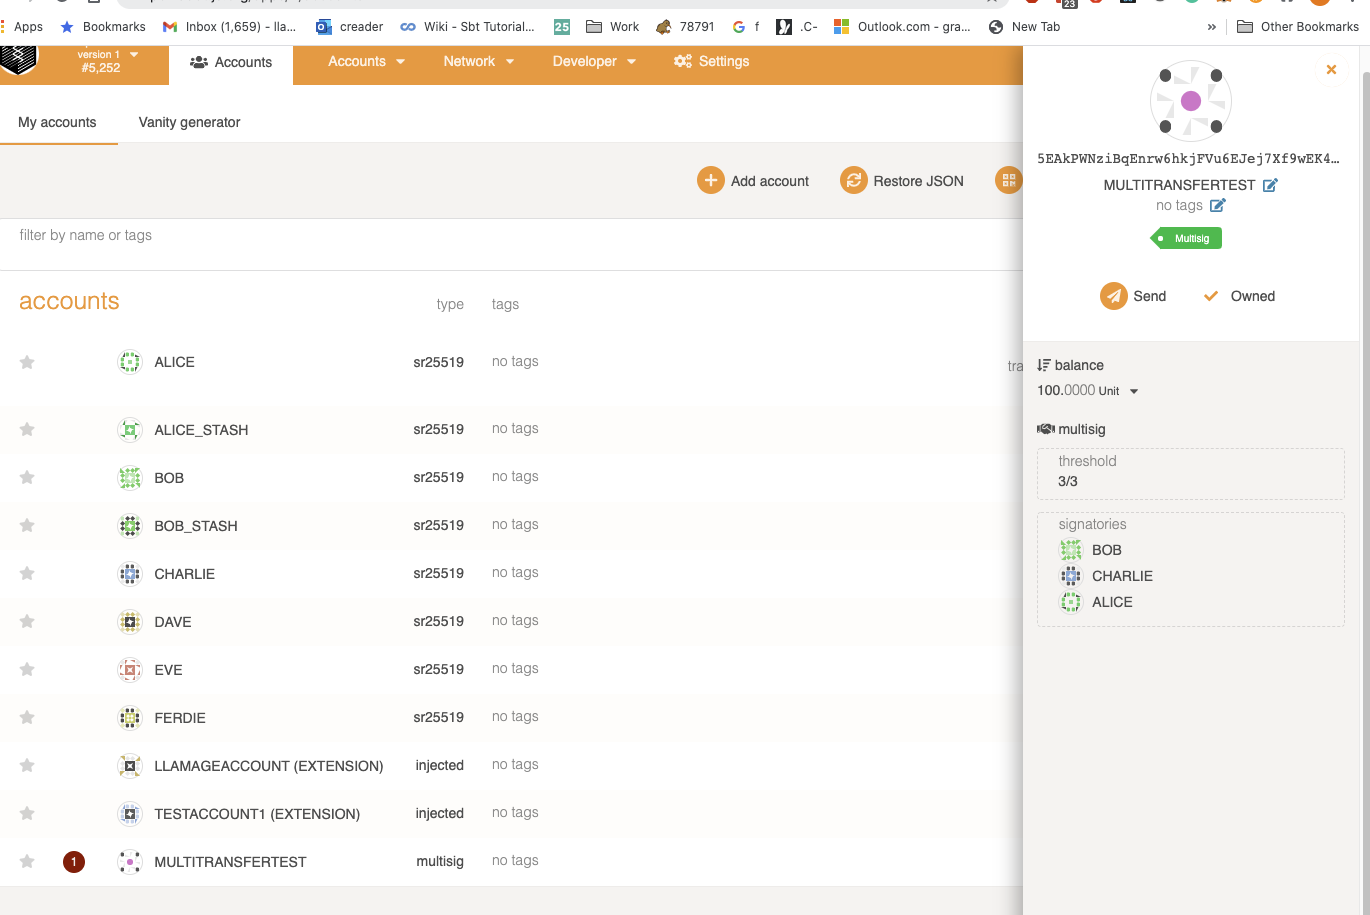 23
Apps
Bookmarks
Inbox (1,659) - lla...
creader
Wiki - Sbt Tutorial...
25
Work
78791
f
.C-
Outlook.com - gra...
New Tab
»
Other Bookmarks
version 1
#5,252
Accounts
Accounts
Network
Developer
Settings
My accounts
Vanity generator
Add account
Restore JSON
filter by name or tags
accounts
type
tags
ALICE
sr25519
no tags
tra
ALICE_STASH
sr25519
no tags
BOB
sr25519
no tags
BOB_STASH
sr25519
no tags
CHARLIE
sr25519
no tags
DAVE
sr25519
no tags
EVE
sr25519
no tags
FERDIE
sr25519
no tags
LLAMAGEACCOUNT (EXTENSION)
injected
no tags
TESTACCOUNT1 (EXTENSION)
injected
no tags
1
MULTITRANSFERTEST
multisig
no tags
5EAkPWNziBqEnrw6hkjFVu6EJej7Xf9wEK4…
MULTITRANSFERTEST
no tags
Multisig
Send
Owned
balance
100.0000 Unit
multisig
threshold
3/3
signatories
BOB
CHARLIE
ALICE